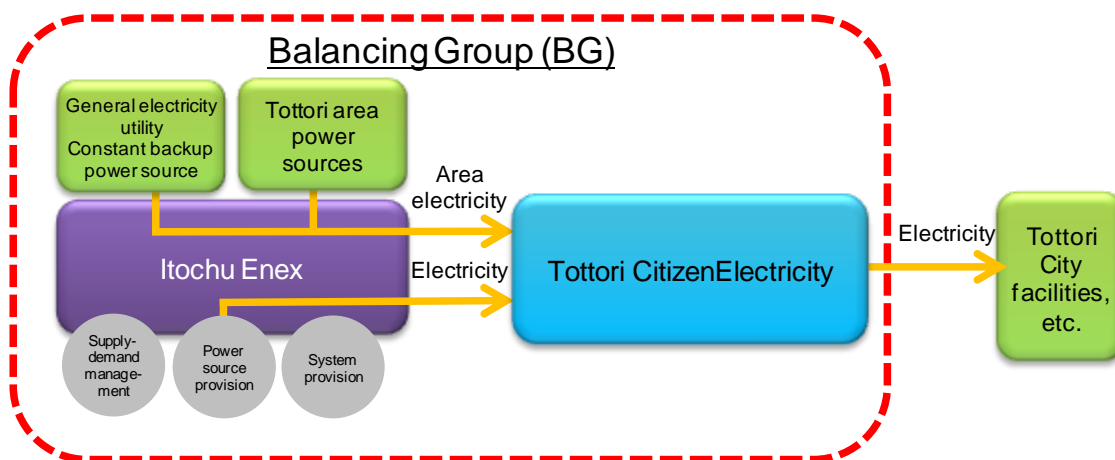 Balancing Group (BG)
General electricity
utility
Constant backup
power source
Tottori area
power
sources
Area
electricity
Itochu Enex
Electricity
Tottori CitizenElectricity
Electricity
Tottori
City
facilities,
etc.
Supply-
demand
manage-
ment
Power
source
provision
System
provision